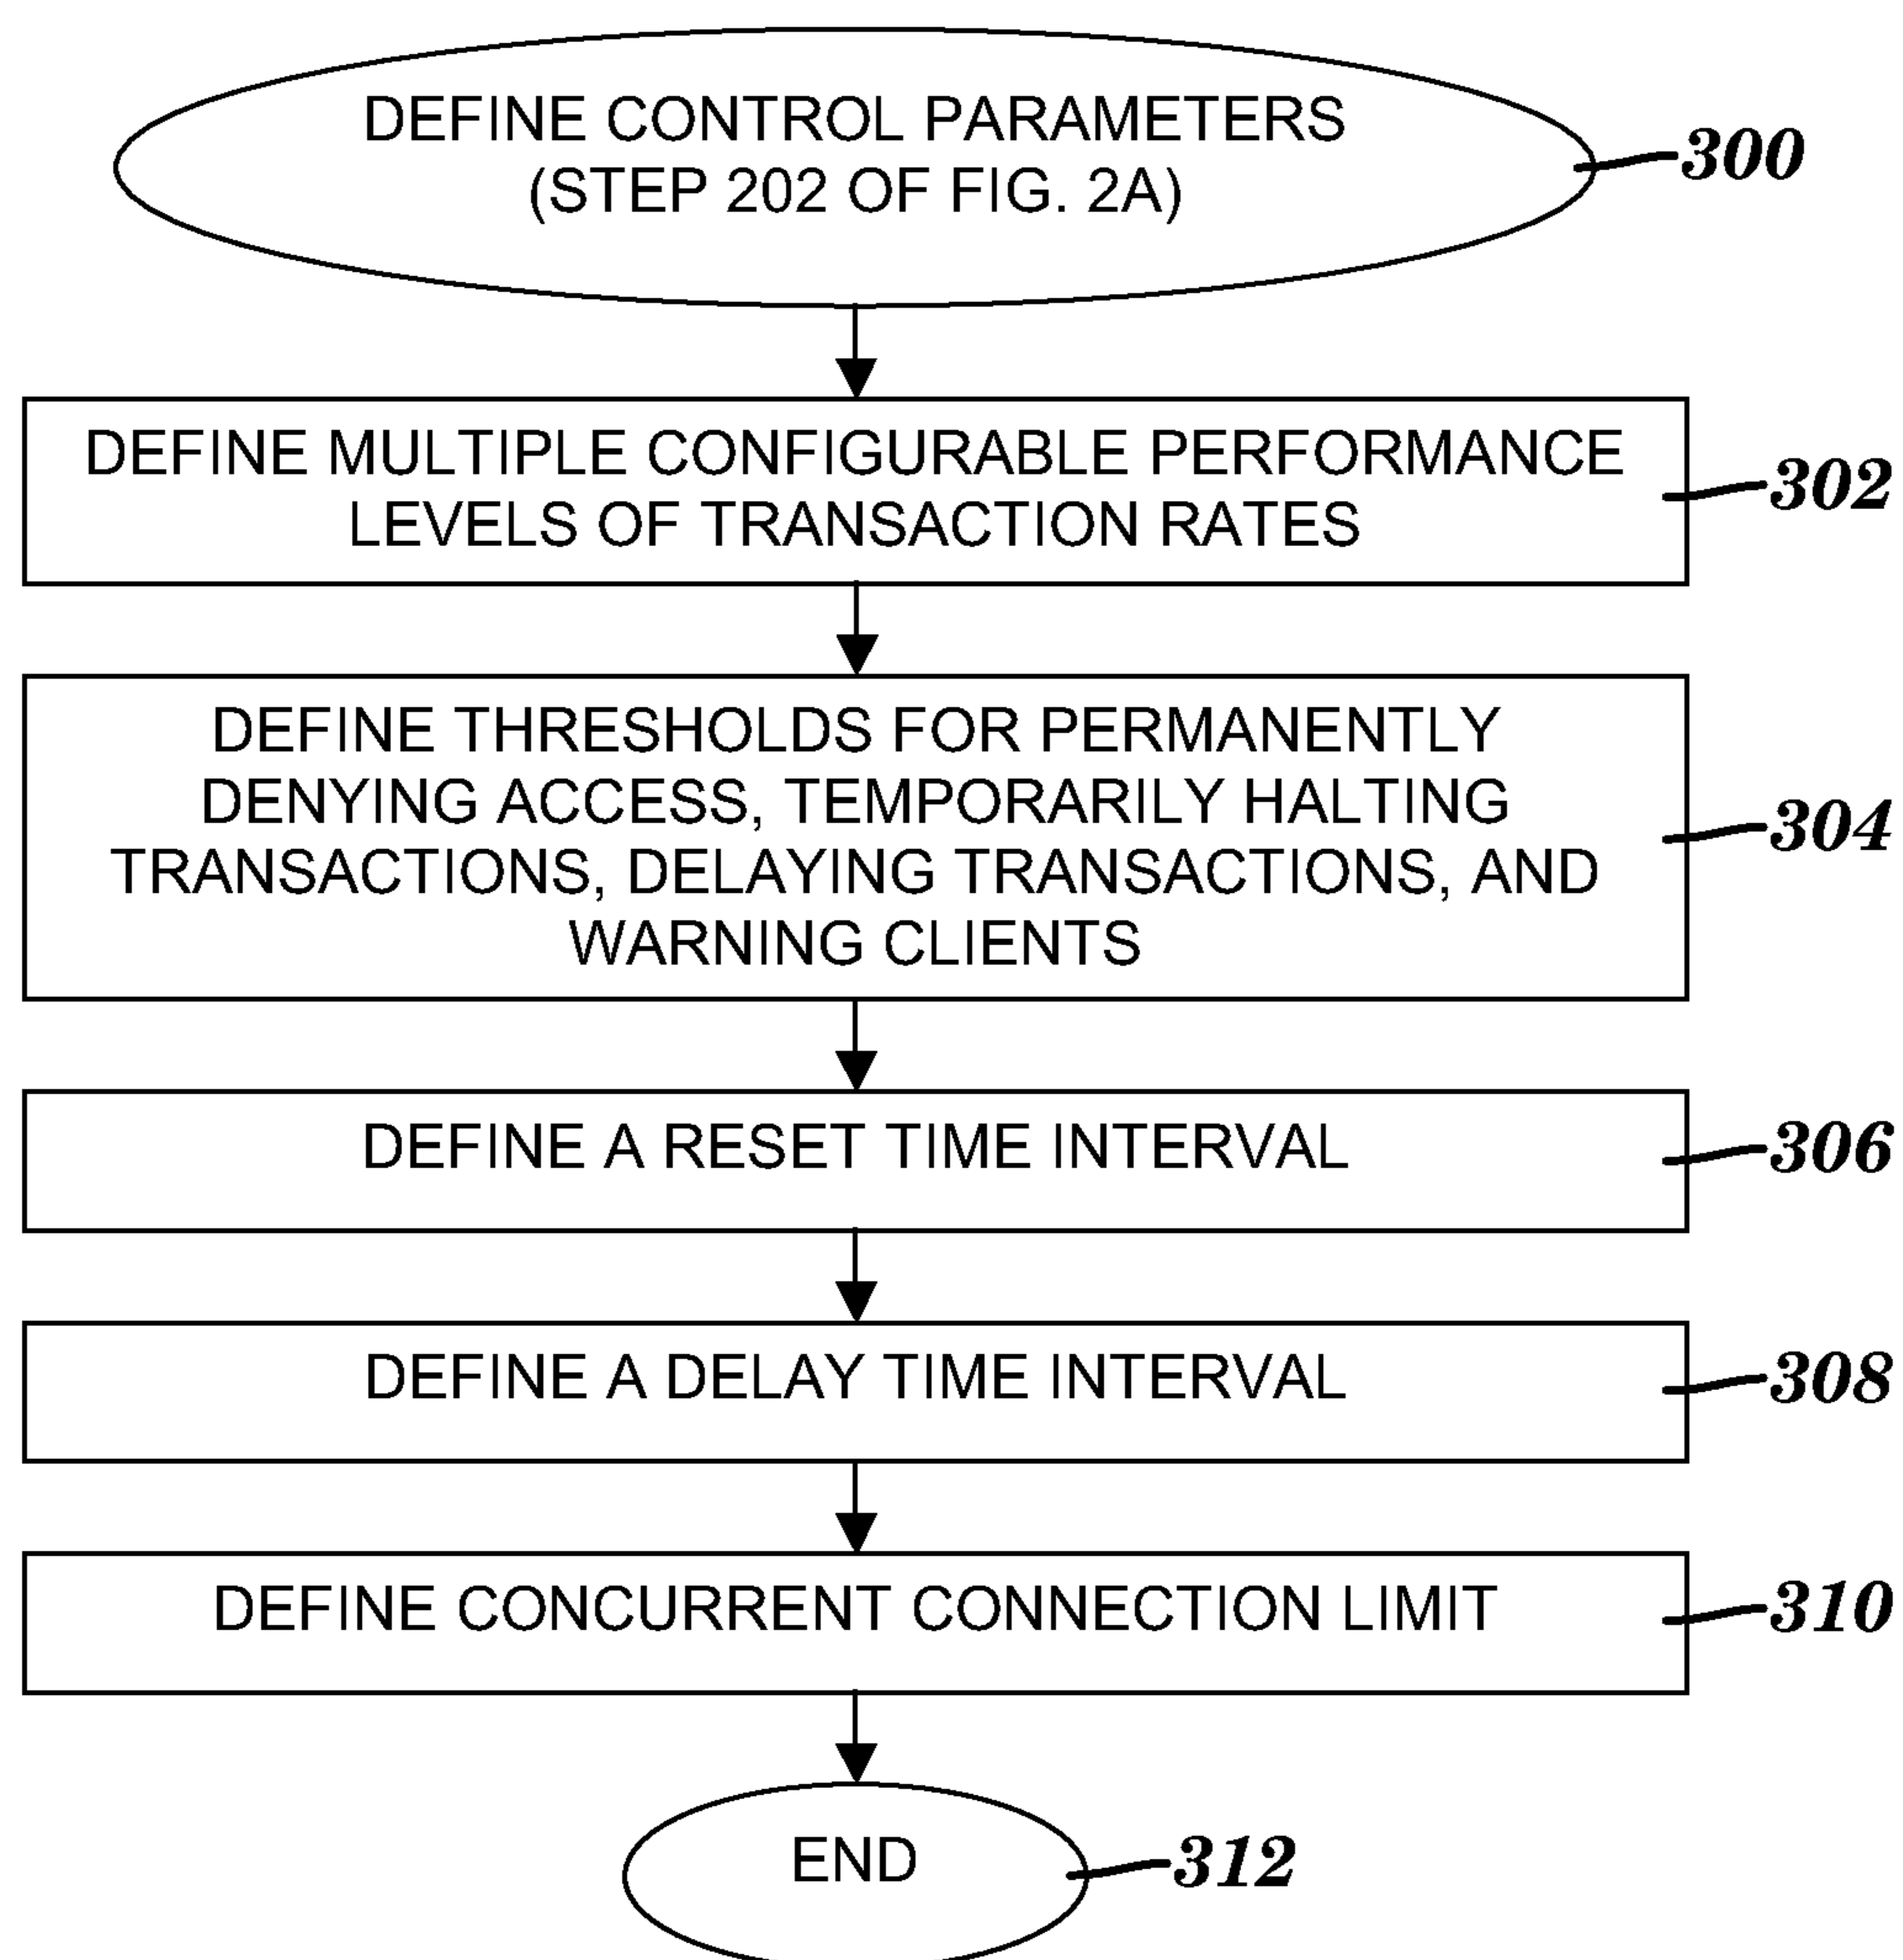 DEFINE CONTROL PARAMETERS
(STEP 202 OF FIG. 2A)
300
DEFINE MULTIPLE CONFIGURABLE PERFORMANCE
LEVELS OF TRANSACTION RATES
302
DEFINE THRESHOLDS FOR PERMANENTLY
DENYING ACCESS, TEMPORARILY HALTING
TRANSACTIONS, DELAYING TRANSACTIONS, AND
WARNING CLIENTS
304
DEFINE A RESET TIME INTERVAL
306
DEFINE A DELAY TIME INTERVAL
308
DEFINE CONCURRENT CONNECTION LIMIT
310
END
312